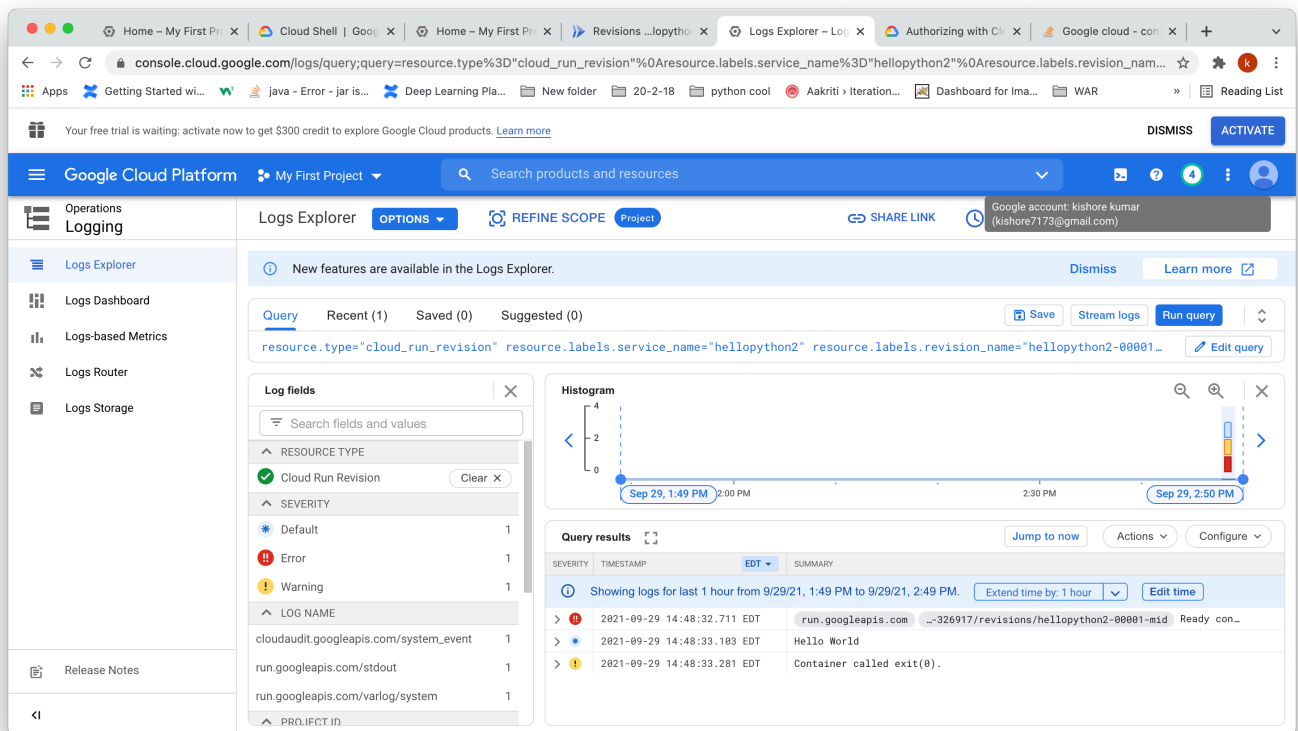 Home – My First Pr
Cloud Shell | Goog
Home – My First Pr
Revisions ...lopytho
Logs Explorer – Log
Authorizing with Clo
Google cloud - con
console.cloud.google.com/logs/query;query=resource.type%3D"cloud_run_revision"%0Aresource.labels.service_name%3D"hellopython2"%0Aresource.labels.revision_nam...
k
Apps
Getting Started wi...
java - Error - jar is...
Deep Learning Pla...
New folder
20-2-18
python cool
Aakriti › Iteration...
Dashboard for Ima...
WAR
»
Reading List
Your free trial is waiting: activate now to get $300 credit to explore Google Cloud products. Learn more
DISMISS
ACTIVATE
Google Cloud Platform
My First Project
Search products and resources
4
Operations
Logging
Logs Explorer
OPTIONS
REFINE SCOPE
Project
SHARE LINK
Google account: kishore kumar
(kishore7173@gmail.com)
Logs Explorer
Logs Dashboard
Logs-based Metrics
Logs Router
Logs Storage
Release Notes
New features are available in the Logs Explorer.
Dismiss
Learn more
Query
Recent (1)
Saved (0)
Suggested (0)
Save
Stream logs
Run query
resource.type="cloud_run_revision" resource.labels.service_name="hellopython2" resource.labels.revision_name="hellopython2-00001…
Edit query
Log fields
Search fields and values
RESOURCE TYPE
Cloud Run Revision
Clear
SEVERITY
Default 1
Error 1
Warning 1
LOG NAME
cloudaudit.googleapis.com/system_event 1
run.googleapis.com/stdout 1
run.googleapis.com/varlog/system 1
PROJECT ID
Histogram
4
2
0
Sep 29, 1:49 PM
2:00 PM
2:30 PM
Sep 29, 2:50 PM
Query results
Jump to now
Actions
Configure
SEVERITY TIMESTAMP EDT SUMMARY
Showing logs for last 1 hour from 9/29/21, 1:49 PM to 9/29/21, 2:49 PM.
Extend time by: 1 hour
Edit time
2021-09-29 14:48:32.711 EDT run.googleapis.com …-326917/revisions/hellopython2-00001-mid Ready con…
2021-09-29 14:48:33.103 EDT Hello World
2021-09-29 14:48:33.281 EDT Container called exit(0).